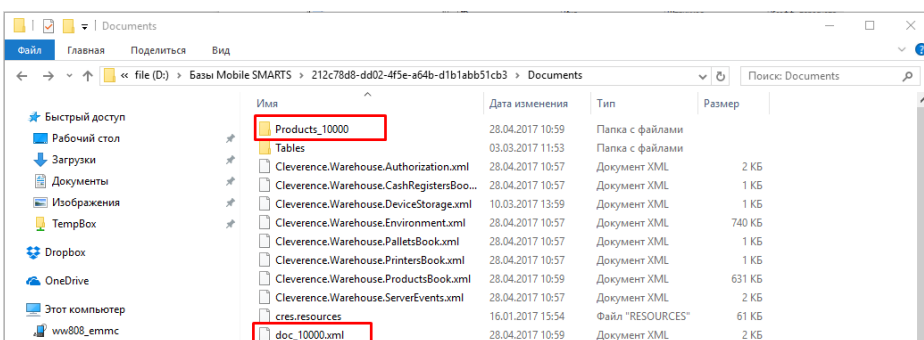 Documents
Файл Главная Поделиться Вид
« file (D:) › Базы Mobile SMARTS › 212c78d8-dd02-4f5e-a64b-d1b1abb51cb3 › Documents Поиск: Documents
Имя Дата изменения Тип Размер
Быстрый доступ
Рабочий стол
Загрузки
Документы
Изображения
TempBox
Dropbox
OneDrive
Этот компьютер
ww808_emmc
Products_10000 28.04.2017 10:59 Папка с файлами
Tables 03.03.2017 11:53 Папка с файлами
Cleverence.Warehouse.Authorization.xml 28.04.2017 10:57 Документ XML 2 КБ
Cleverence.Warehouse.CashRegistersBoo... 28.04.2017 10:57 Документ XML 1 КБ
Cleverence.Warehouse.DeviceStorage.xml 10.03.2017 13:59 Документ XML 1 КБ
Cleverence.Warehouse.Environment.xml 28.04.2017 10:57 Документ XML 740 КБ
Cleverence.Warehouse.PalletsBook.xml 28.04.2017 10:57 Документ XML 1 КБ
Cleverence.Warehouse.PrintersBook.xml 28.04.2017 10:57 Документ XML 1 КБ
Cleverence.Warehouse.ProductsBook.xml 28.04.2017 10:59 Документ XML 631 КБ
Cleverence.Warehouse.ServerEvents.xml 28.04.2017 10:57 Документ XML 2 КБ
cres.resources 16.01.2017 15:54 Файл "RESOURCES" 61 КБ
doc_10000.xml 28.04.2017 10:59 Документ XML 2 КБ